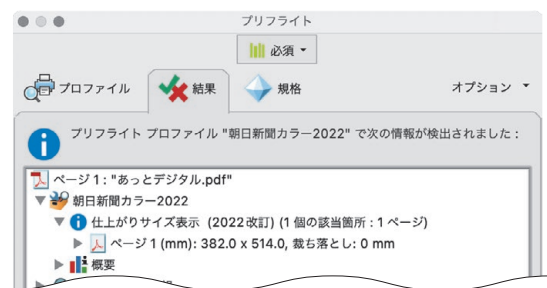 プリフライト
必須
プロファイル 結果 規格 オプション
プリフライト プロファイル "朝日新聞カラー2022" で次の情報が検出されました：
ページ 1："あっとデジタル.pdf"
朝日新聞カラー2022
仕上がりサイズ表示（2022改訂）(1 個の該当箇所：1 ページ)
ページ 1 (mm): 382.0 x 514.0, 裁ち落とし: 0 mm
概要